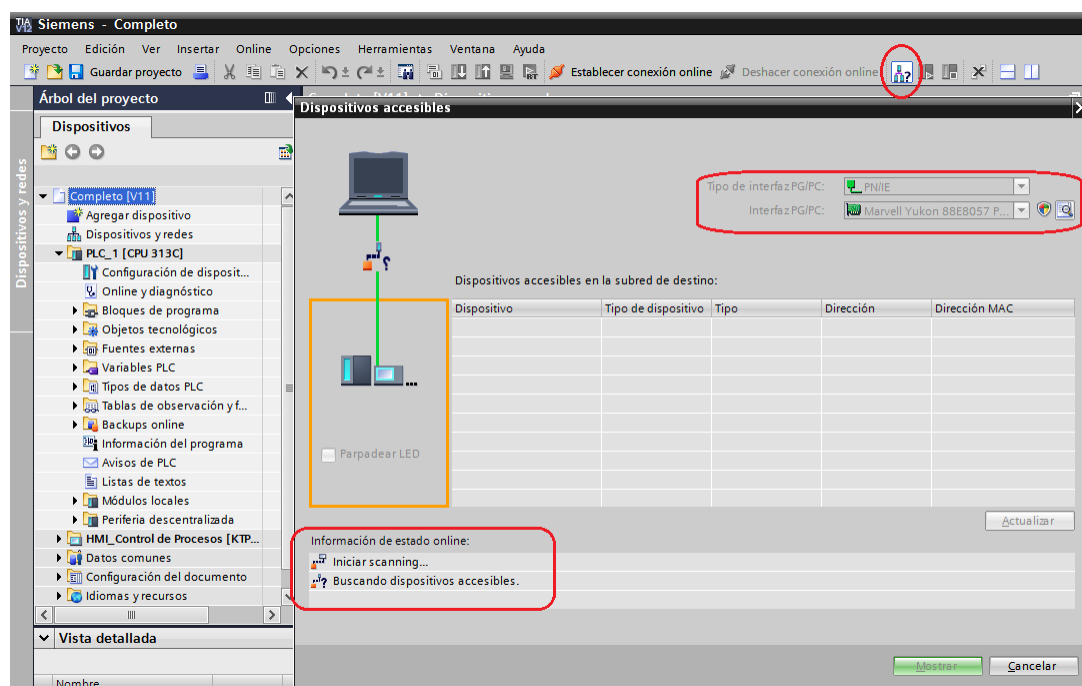 TIA V12 Siemens - Completo
Proyecto Edición Ver Insertar Online Opciones Herramientas Ventana Ayuda
Guardar proyecto Establecer conexión online Deshacer conexión online
Árbol del proyecto
Dispositivos
Dispositivos y redes
Completo [V11]
Agregar dispositivo
Dispositivos y redes
PLC_1 [CPU 313C]
Configuración de disposit...
Online y diagnóstico
Bloques de programa
Objetos tecnológicos
Fuentes externas
Variables PLC
Tipos de datos PLC
Tablas de observación y f...
Backups online
Información del programa
Avisos de PLC
Listas de textos
Módulos locales
Periferia descentralizada
HMI_Control de Procesos [KTP...
Datos comunes
Configuración del documento
Idiomas y recursos
Vista detallada
Nombre
Dispositivos accesibles
Tipo de interfaz PG/PC: PN/IE
Interfaz PG/PC: Marvell Yukon 88E8057 P...
Dispositivos accesibles en la subred de destino:
Dispositivo Tipo de dispositivo Tipo Dirección Dirección MAC
Parpadear LED
Actualizar
Información de estado online:
Iniciar scanning...
Buscando dispositivos accesibles.
Mostrar Cancelar